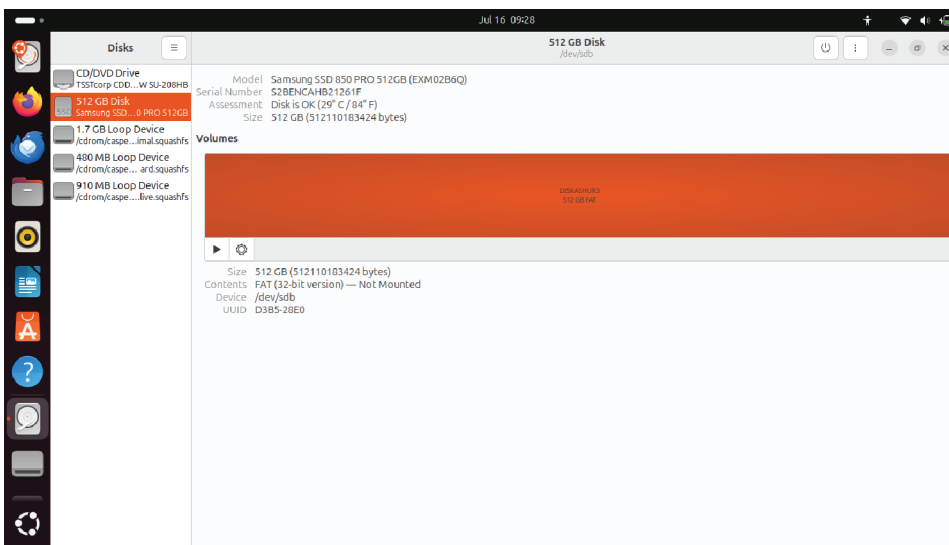 Jul 16 09:28
Disks
512 GB Disk
/dev/sdb
CD/DVD Drive
TSSTcorp CDD...W SU-208HB
512 GB Disk
Samsung SSD...0 PRO 512GB
1.7 GB Loop Device
/cdrom/caspe... imal.squashfs
480 MB Loop Device
/cdrom/caspe... ard.squashfs
910 MB Loop Device
/cdrom/caspe....live.squashfs
Model Samsung SSD 850 PRO 512GB (EXM02B6Q)
Serial Number S2BENCAHB21261F
Assessment Disk is OK (29° C / 84° F)
Size 512 GB (512110183424 bytes)
Volumes
DISKASHUR3
512 GB FAT
Size 512 GB (512110183424 bytes)
Contents FAT (32-bit version) — Not Mounted
Device /dev/sdb
UUID D3B5-28E0